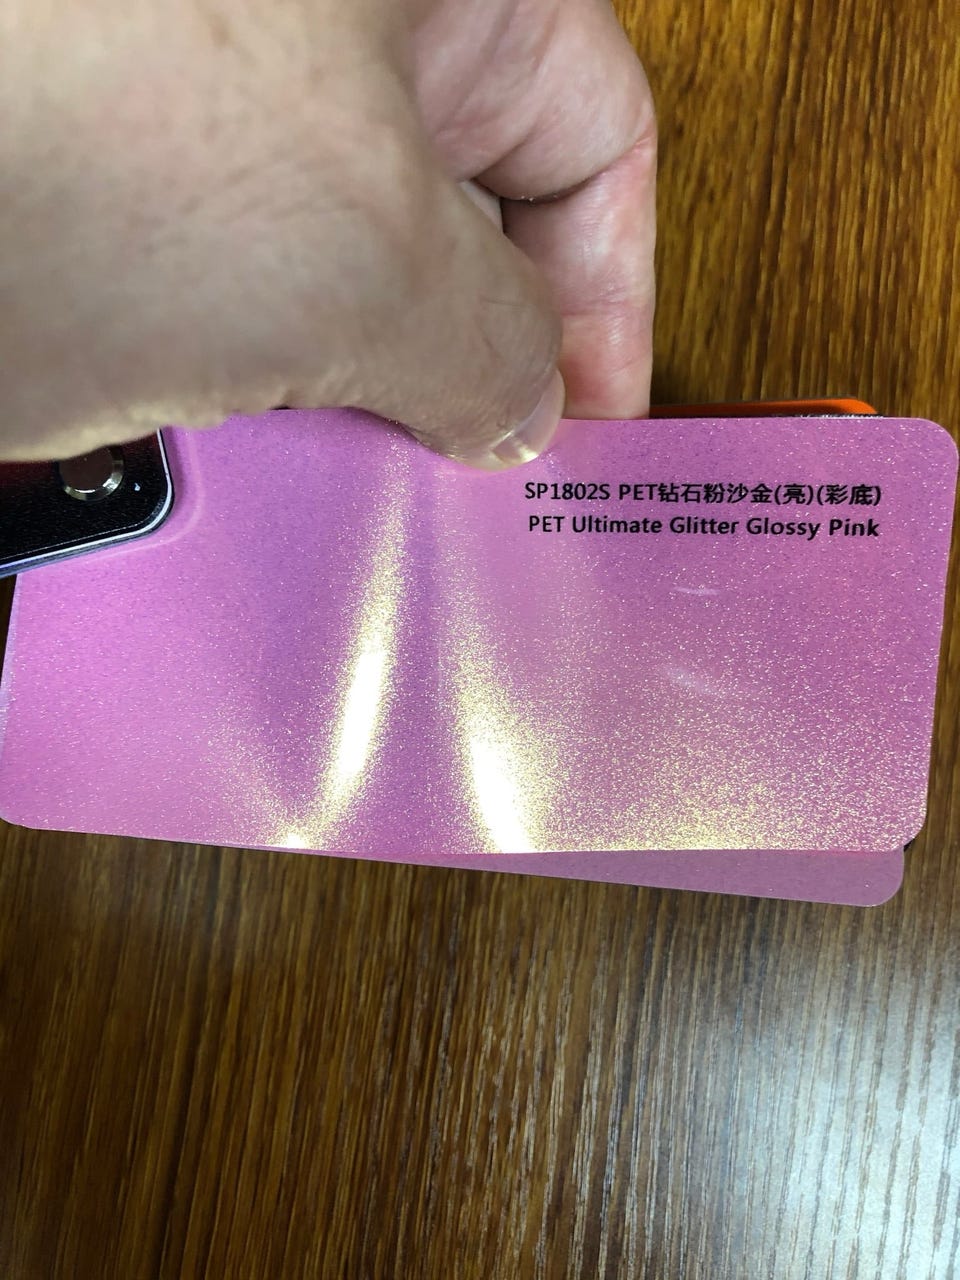 SP1802S PET钻石粉沙金(亮)(彩底)
PET Ultimate Glitter Glossy Pink